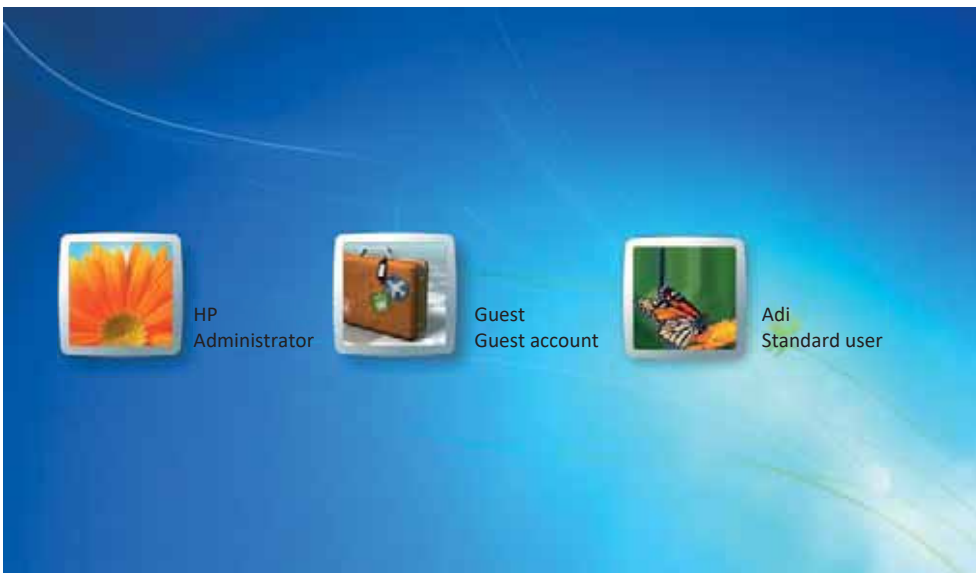 HP
Administrator
Guest
Guest account
Adi
Standard user